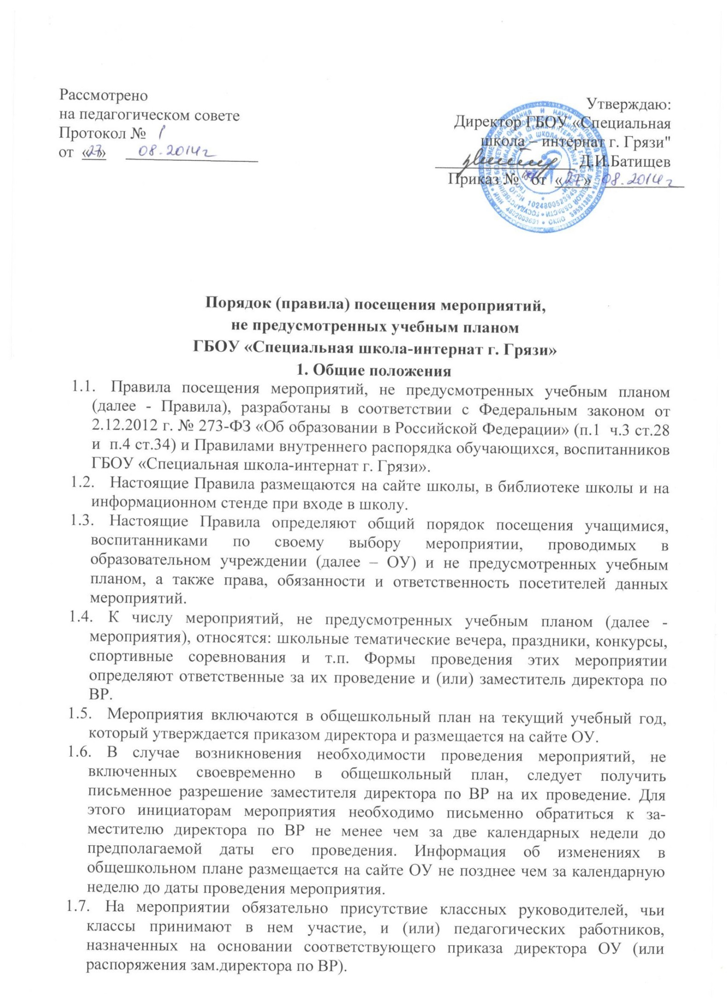 Рассмотрено
на педагогическом совете
Протокол № 1
от «27» 08.2014г
Утверждаю:
Директор ГБОУ «Специальная
школа – интернат г. Грязи"
Д.И.Батищев
Приказ № от «27» 08.2014г
Порядок (правила) посещения мероприятий,
не предусмотренных учебным планом
ГБОУ «Специальная школа-интернат г. Грязи»
1. Общие положения
1.1. Правила посещения мероприятий, не предусмотренных учебным планом
(далее - Правила), разработаны в соответствии с Федеральным законом от
2.12.2012 г. № 273-ФЗ «Об образовании в Российской Федерации» (п.1 ч.3 ст.28
и п.4 ст.34) и Правилами внутреннего распорядка обучающихся, воспитанников
ГБОУ «Специальная школа-интернат г. Грязи».
1.2. Настоящие Правила размещаются на сайте школы, в библиотеке школы и на
информационном стенде при входе в школу.
1.3. Настоящие Правила определяют общий порядок посещения учащимися,
воспитанниками по своему выбору мероприятии, проводимых в
образовательном учреждении (далее – ОУ) и не предусмотренных учебным
планом, а также права, обязанности и ответственность посетителей данных
мероприятий.
1.4. К числу мероприятий, не предусмотренных учебным планом (далее -
мероприятия), относятся: школьные тематические вечера, праздники, конкурсы,
спортивные соревнования и т.п. Формы проведения этих мероприятии
определяют ответственные за их проведение и (или) заместитель директора по
ВР.
1.5. Мероприятия включаются в общешкольный план на текущий учебный год,
который утверждается приказом директора и размещается на сайте ОУ.
1.6. В случае возникновения необходимости проведения мероприятий, не
включенных своевременно в общешкольный план, следует получить
письменное разрешение заместителя директора по ВР на их проведение. Для
этого инициаторам мероприятия необходимо письменно обратиться к за-
местителю директора по ВР не менее чем за две календарных недели до
предполагаемой даты его проведения. Информация об изменениях в
общешкольном плане размещается на сайте ОУ не позднее чем за календарную
неделю до даты проведения мероприятия.
1.7. На мероприятии обязательно присутствие классных руководителей, чьи
классы принимают в нем участие, и (или) педагогических работников,
назначенных на основании соответствующего приказа директора ОУ (или
распоряжения зам.директора по ВР).